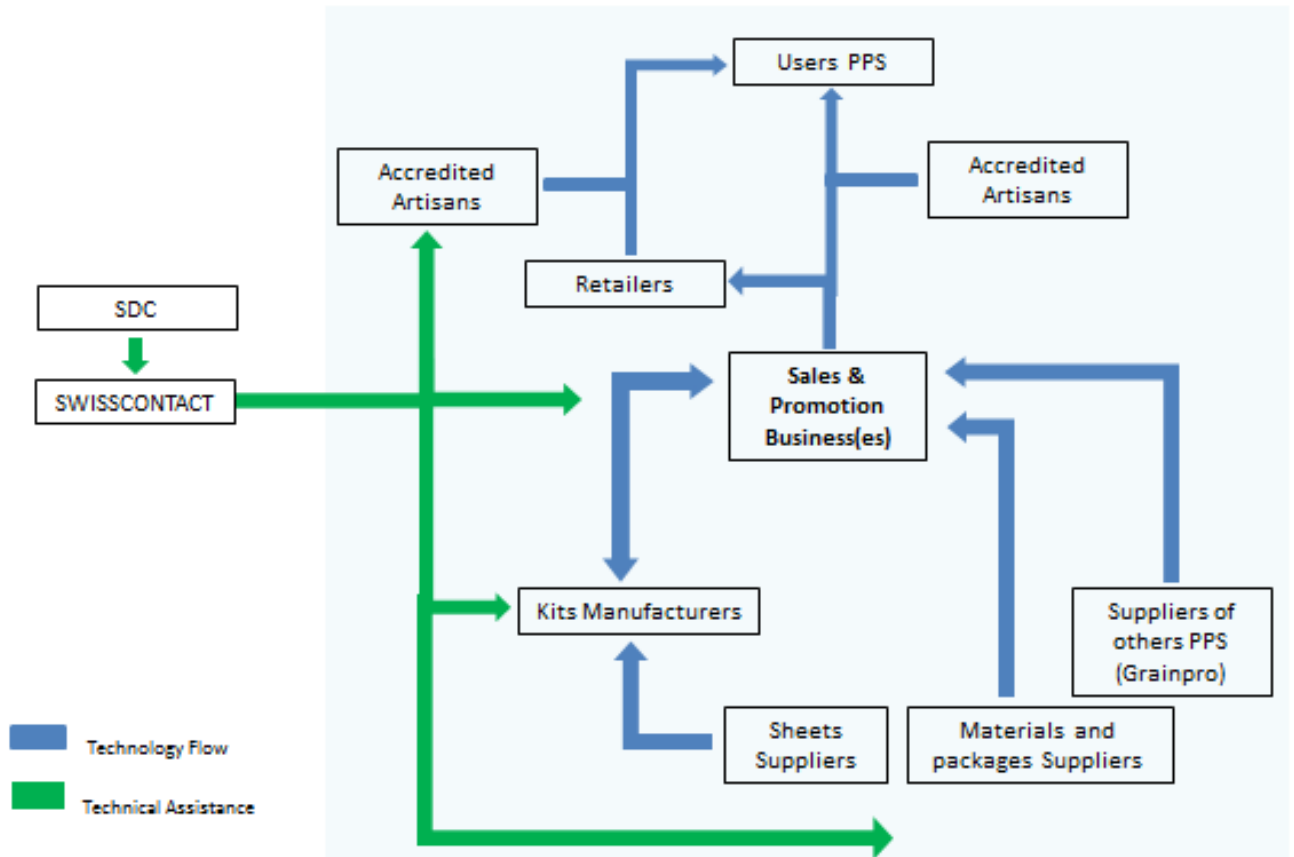 Users PPS
Accredited
Artisans
Accredited
Artisans
Retailers
SDC
SWISSCONTACT
Sales &
Promotion
Business(es)
Kits Manufacturers
Suppliers of
others PPS
(Grainpro)
Sheets
Suppliers
Materials and
packages Suppliers
Technology Flow
Technical Assistance